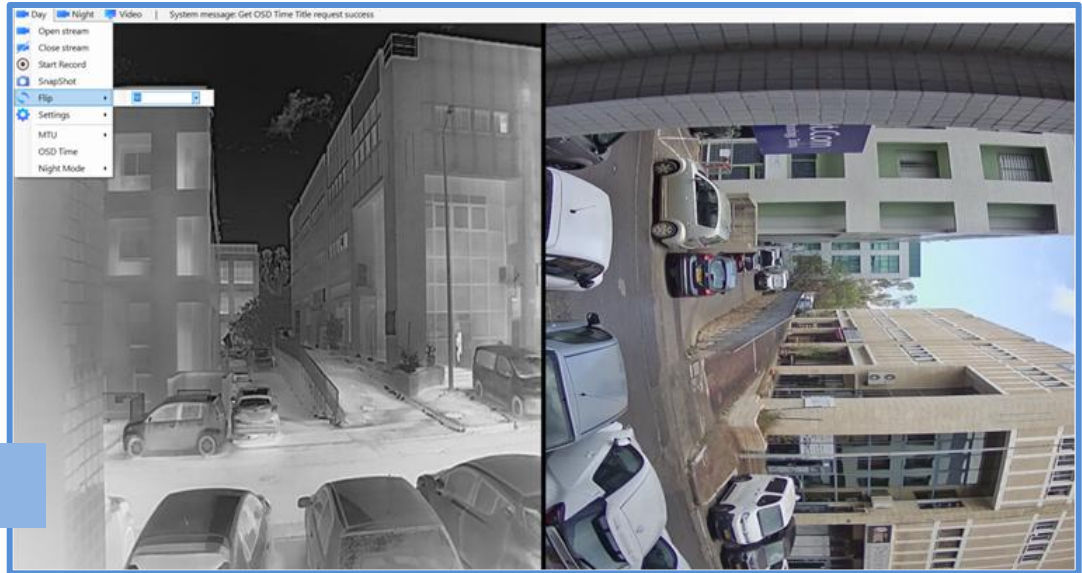 Day Night Video | System message: Get OSD Time Title request success
Open stream
Close stream
Start Record
SnapShot
Flip
Settings
MTU
OSD Time
Night Mode